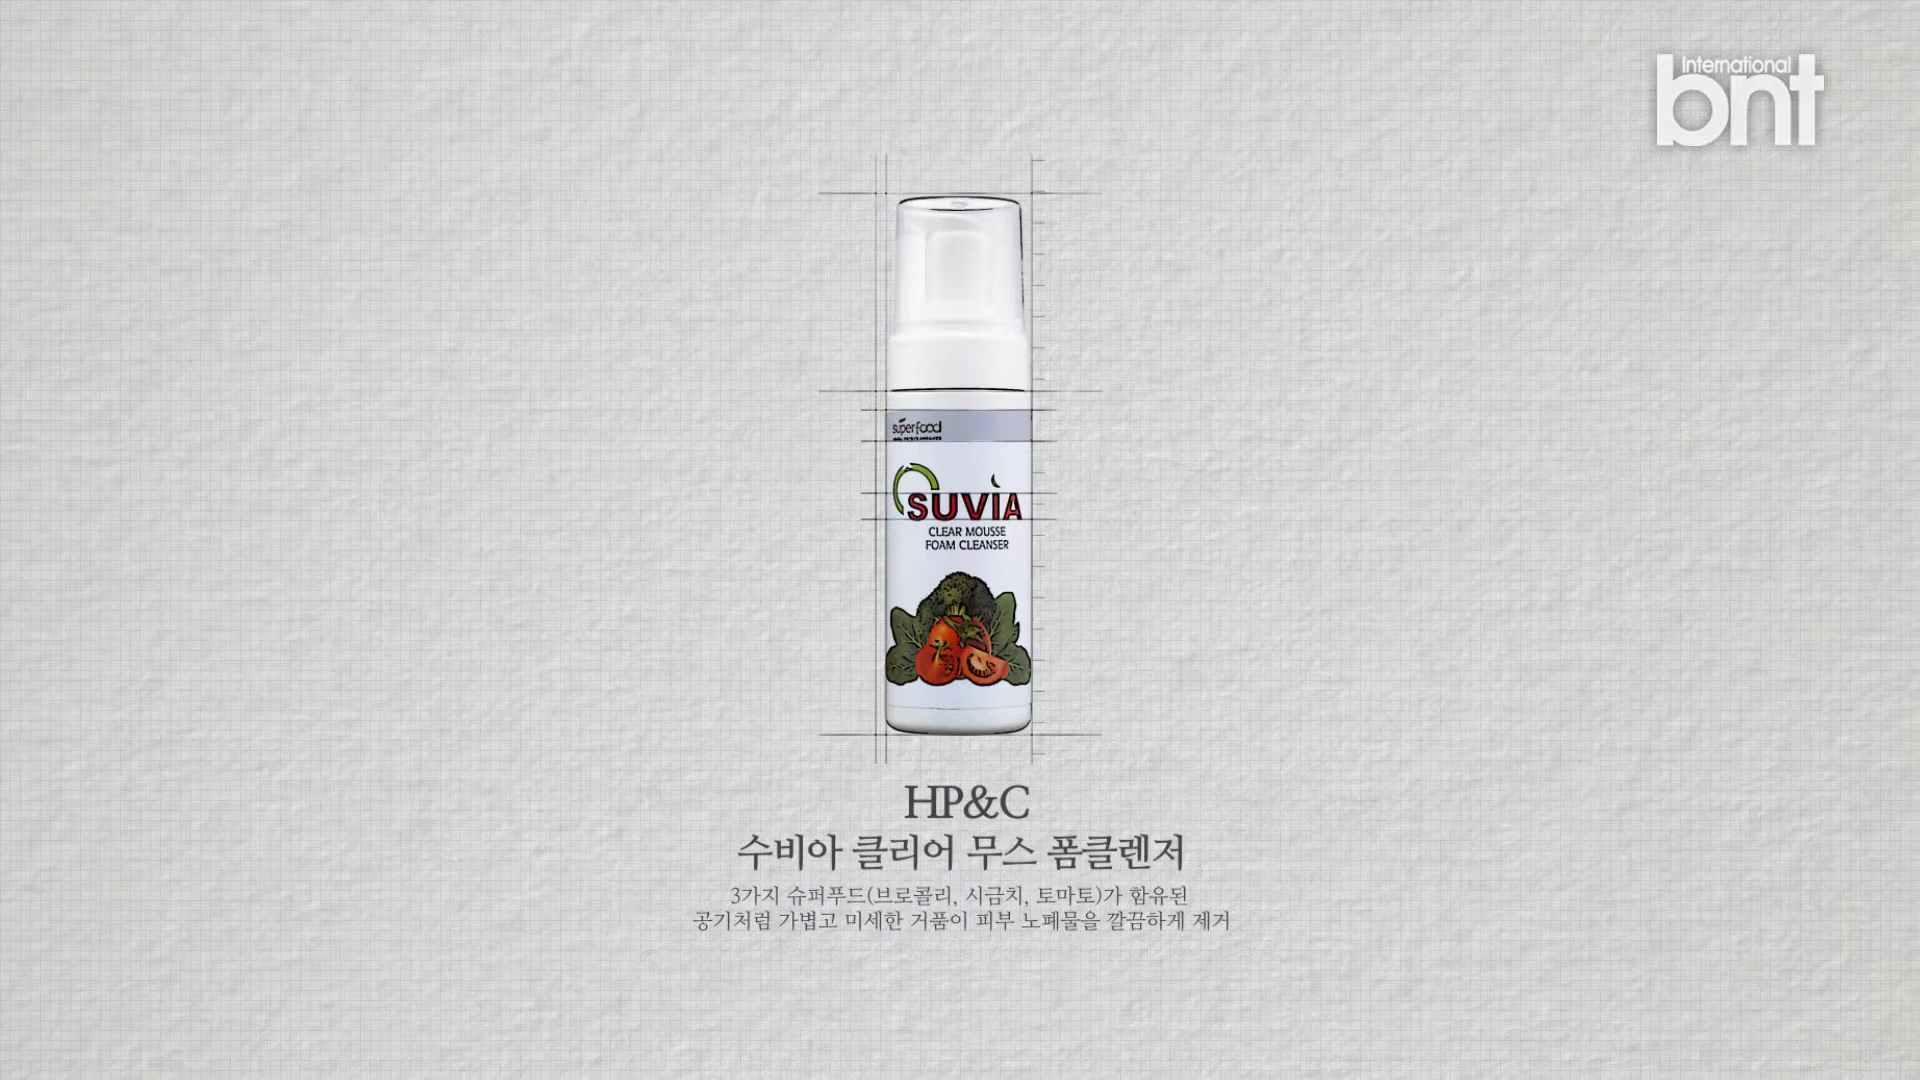 International
bnt
superfood
SUVIA
CLEAR MOUSSE
FOAM CLEANSER
HP&C
수비아 클리어 무스 폼클렌저
3가지 슈퍼푸드(브로콜리, 시금치, 토마토)가 함유된
공기처럼 가볍고 미세한 거품이 피부 노폐물을 깔끔하게 제거